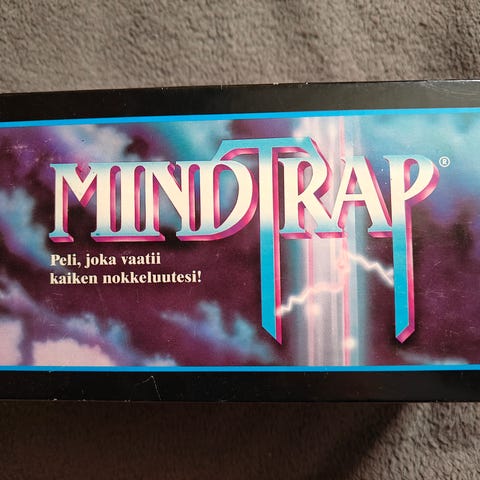 MINDTRAP®
Peli, joka vaatii
kaiken nokkeluutesi!